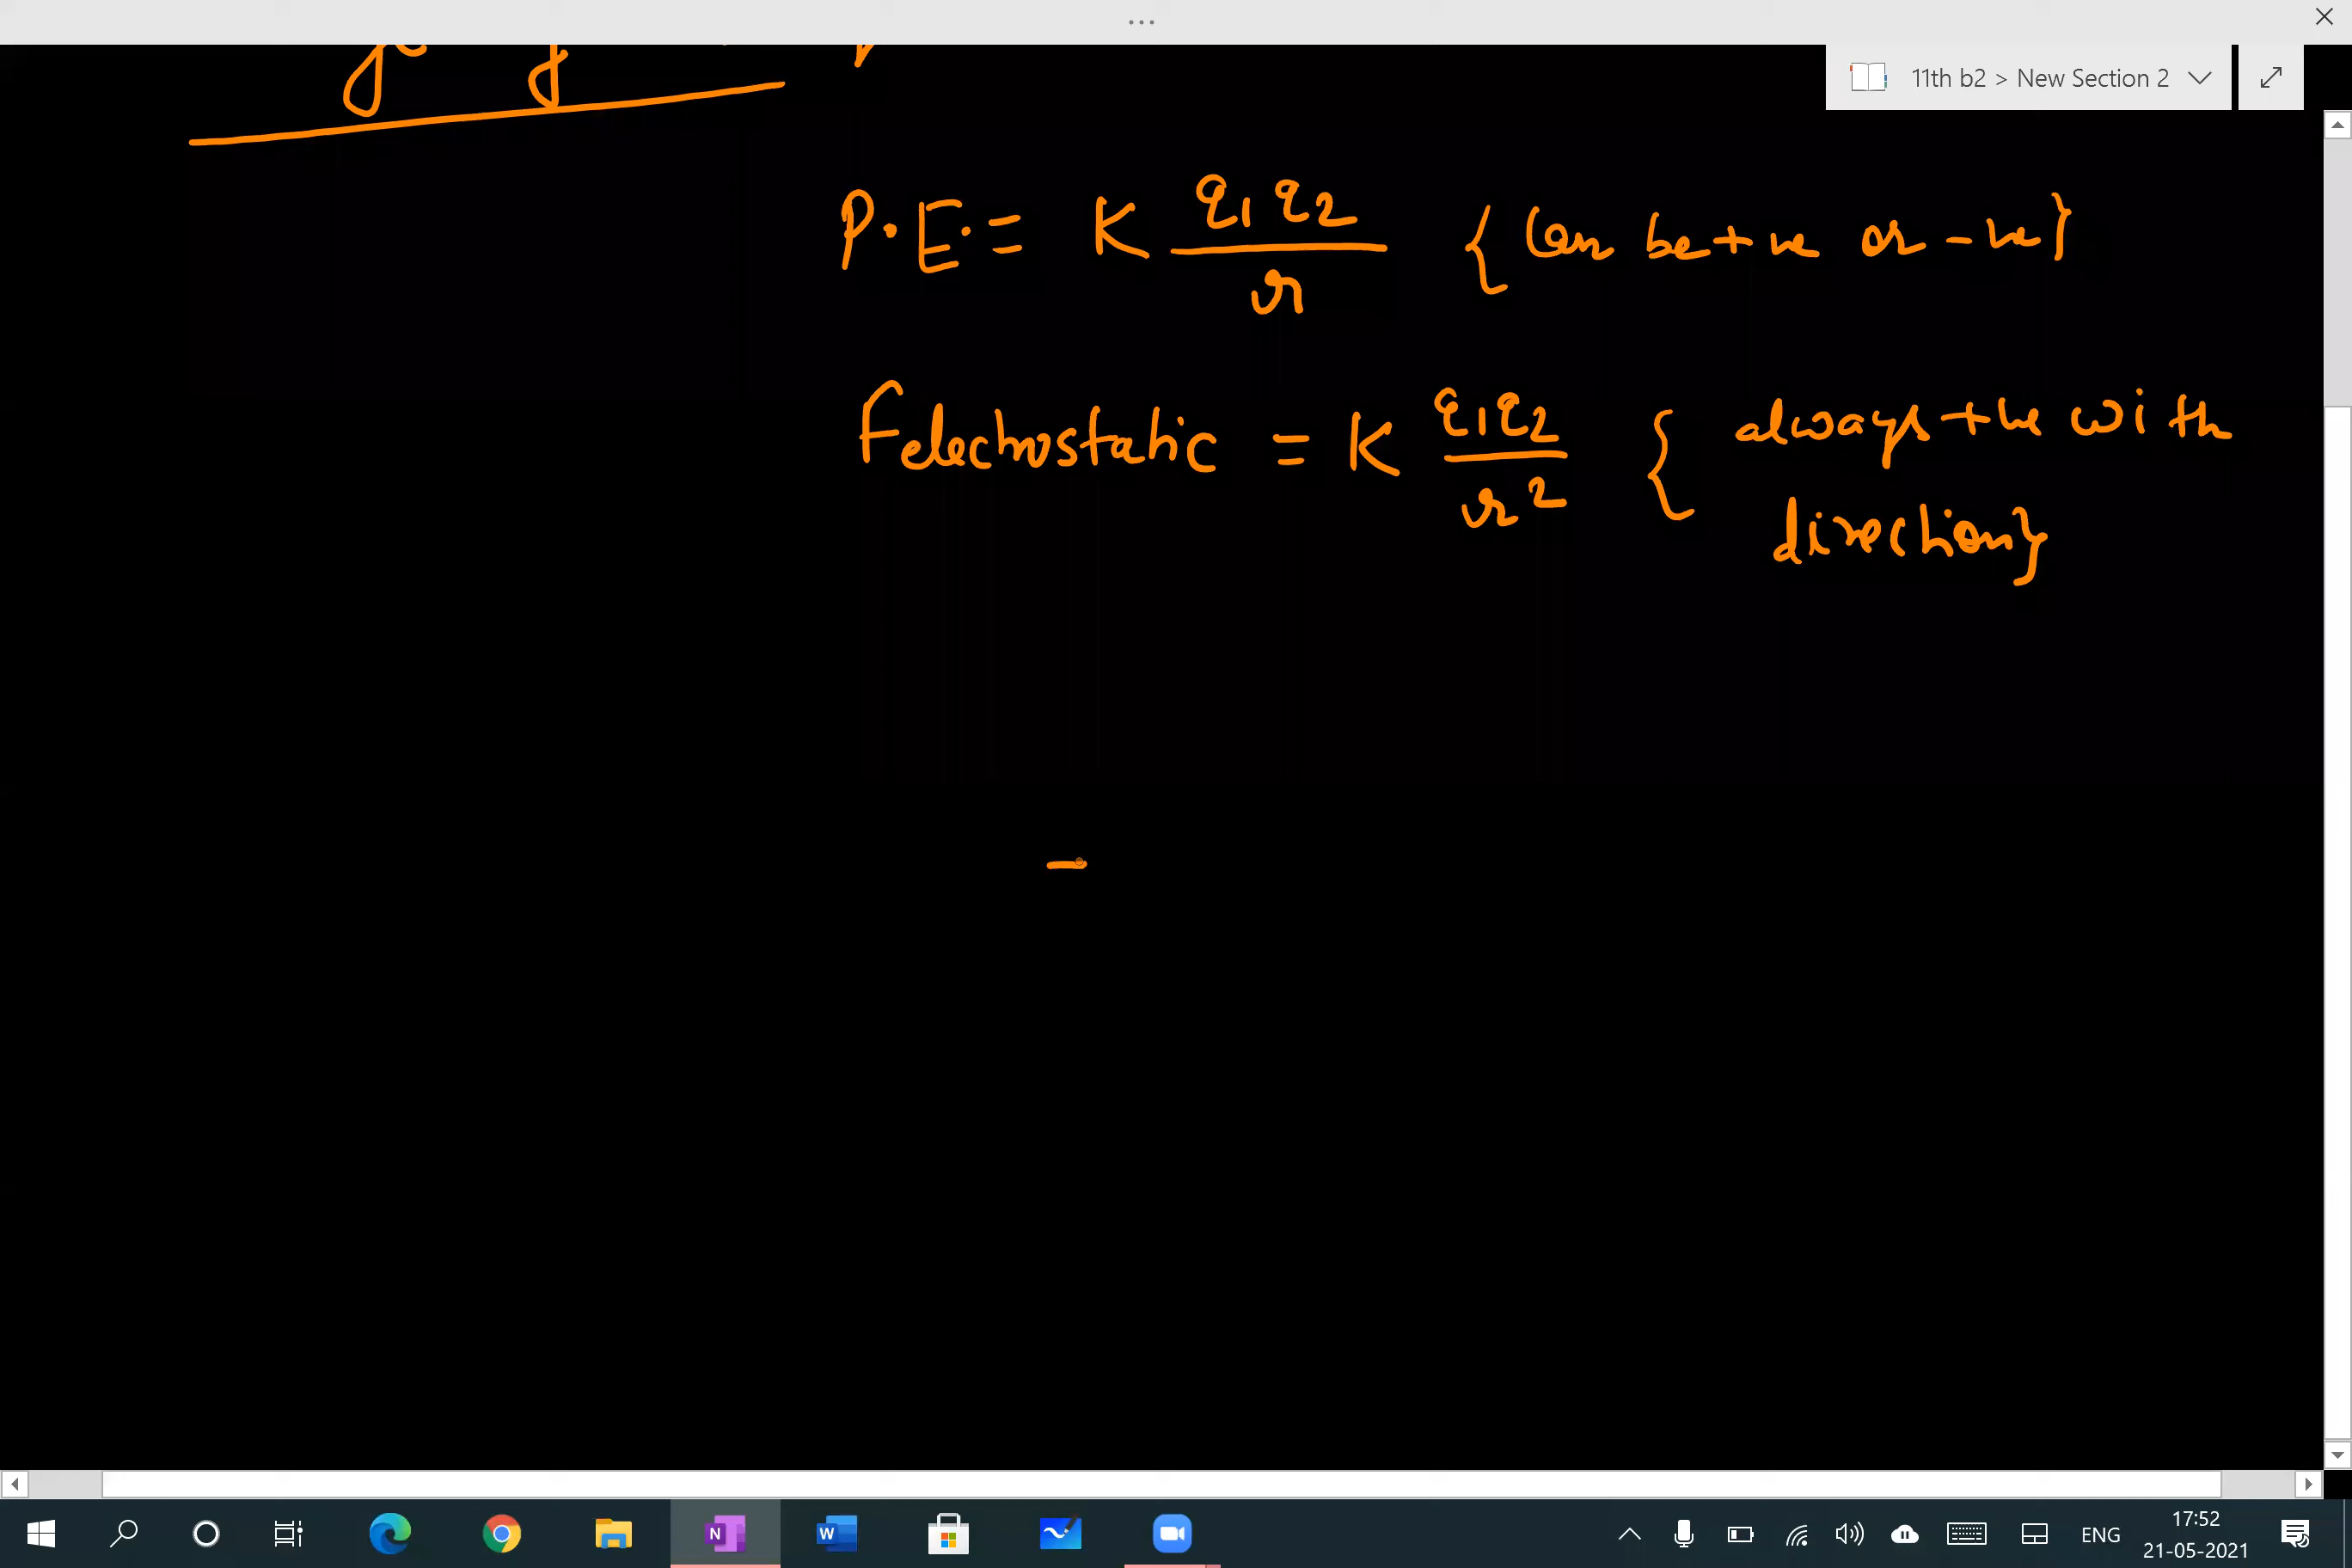 11th b2 > New Section 2
P.E. = K q1q2/r {Can be +ve or -ve}
Felectrostatic = K q1q2/r² { always +ve with
direction}
ENG
17:52
21-05-2021